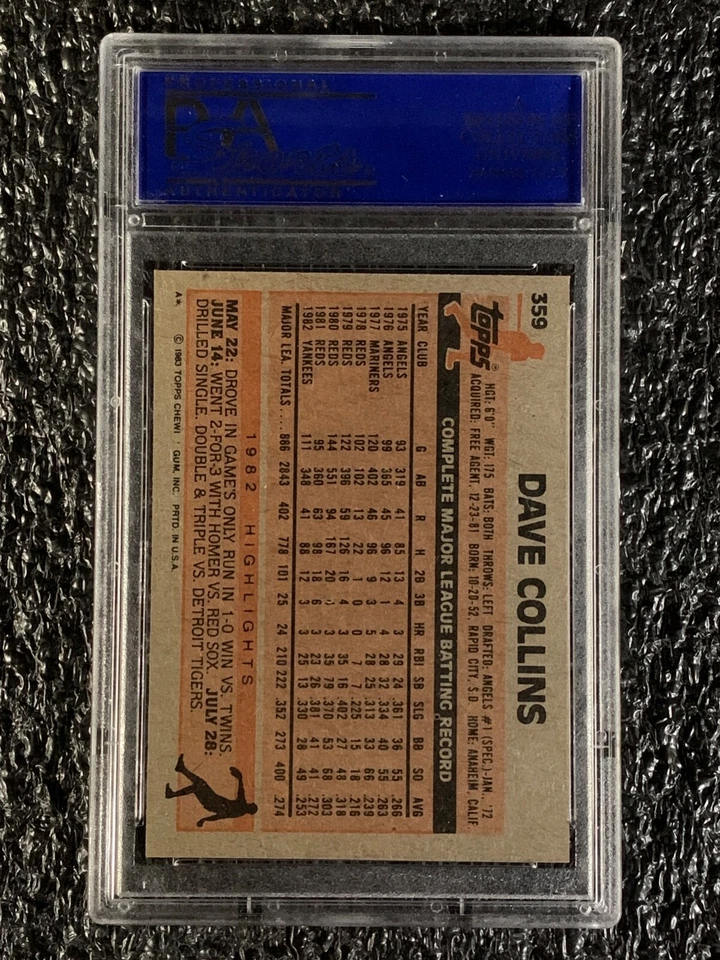 PROFESSIONAL
PSA
AUTHENTICATOR
359
DAVE COLLINS
TOPPS®
HGT: 6'0" WGT: 175 BATS: BOTH THROWS: LEFT DRAFTED: ANGELS #1 (SPEC.)-JAN., '72
ACQUIRED: FREE AGENT, 12-23-81 BORN: 10-20-52, RAPID CITY, S.D. HOME: ANAHEIM CALIF
COMPLETE MAJOR LEAGUE BATTING RECORD
YEAR CLUB G AB R H 2B 3B HR RBI SB SLG BB SO AVG
1975 ANGELS 93 319 41 85 13 4 3 29 24 .361 36 55 .266
1976 ANGELS 99 365 45 96 12 1 4 28 32 .334 40 55 .263
1977 MARINERS 120 402 46 96 9 3 5 28 25 .313 33 66 .239
1978 REDS 102 102 13 22 1 0 0 7 7 .225 15 18 .216
1979 REDS 122 396 59 126 16 4 3 35 16 .402 27 48 .318
1980 REDS 144 551 94 167 20 3 35 79 .370 53 68 .303
1981 REDS 95 360 63 98 18 6 3 23 26 .381 41 41 .272
1982 YANKEES 111 348 41 88 12 3 3 25 13 .330 28 49 .253
MAJOR LEA. TOTALS .... 886 2843 402 778 101 25 24 210 222 .352 273 400 .274
1982 HIGHLIGHTS
MAY 22: DROVE IN GAME'S ONLY RUN IN 1-0 WIN VS. TWINS.
JUNE 14: WENT 2-FOR-3 WITH HOMER VS. RED SOX. JULY 28:
DRILLED SINGLE, DOUBLE & TRIPLE VS. DETROIT TIGERS.
A*. © 1983 TOPPS CHEWING GUM, INC. PRTD. IN U.S.A.